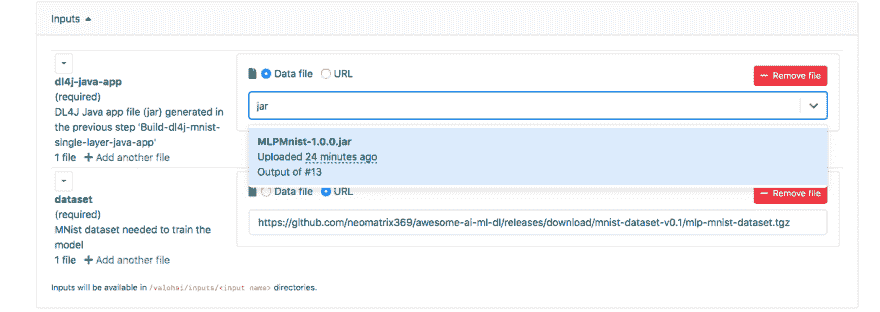 Inputs
dl4j-java-app
(required)
DL4J Java app file (jar) generated in
the previous step 'Build-dl4j-mnist-
single-layer-java-app'
1 file + Add another file
Data file URL
− Remove file
jar
MLPMnist-1.0.0.jar
Uploaded 24 minutes ago
Output of #13
dataset
(required)
MNist dataset needed to train the
model
1 file + Add another file
Data file URL
− Remove file
https://github.com/neomatrix369/awesome-ai-ml-dl/releases/download/mnist-dataset-v0.1/mlp-mnist-dataset.tgz
Inputs will be available in /valohai/inputs/<input name> directories.